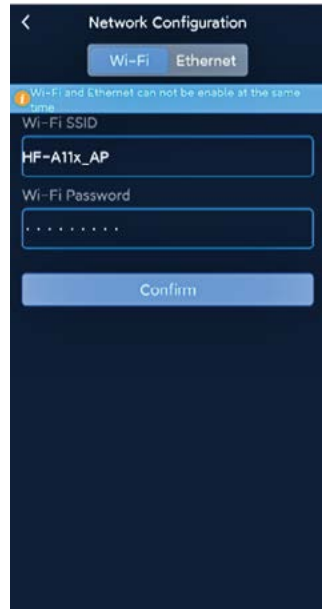 Network Configuration
Wi-Fi Ethernet
Wi-Fi and Ethernet can not be enable at the same
time
Wi-Fi SSID
HF-A11x_AP
Wi-Fi Password
.........
Confirm